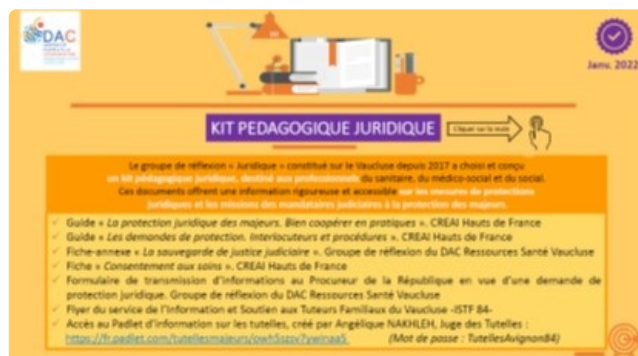 DAC
Janv. 2022
KIT PEDAGOGIQUE JURIDIQUE
Cliquer sur la main
Le groupe de réflexion « Juridique » constitué sur le Vaucluse depuis 2017 a choisi et conçu
un kit pédagogique juridique, destiné aux professionnels du sanitaire, du médico-social et du social.
Ces documents offrent une information rigoureuse et accessible sur les mesures de protections
juridiques et les missions des mandataires judiciaires à la protection des majeurs.
✓ Guide « La protection juridique des majeurs. Bien coopérer en pratiques ». CREAI Hauts de France
✓ Guide « Les demandes de protection. Interlocuteurs et procédures ». CREAI Hauts de France
✓ Fiche-annexe « La sauvegarde de justice judiciaire ». Groupe de réflexion du DAC Ressources Santé Vaucluse
✓ Fiche « Consentement aux soins ». CREAI Hauts de France
✓ Formulaire de transmission d'informations au Procureur de la République en vue d'une demande de
protection juridique. Groupe de réflexion du DAC Ressources Santé Vaucluse
✓ Flyer du service de l'Information et Soutien aux Tuteurs Familiaux du Vaucluse -ISTF 84-
✓ Accès au Padlet d'information sur les tutelles, créé par Angélique NAKHLEH, Juge des Tutelles :
(Mot de passe : TutellesAvignon84)